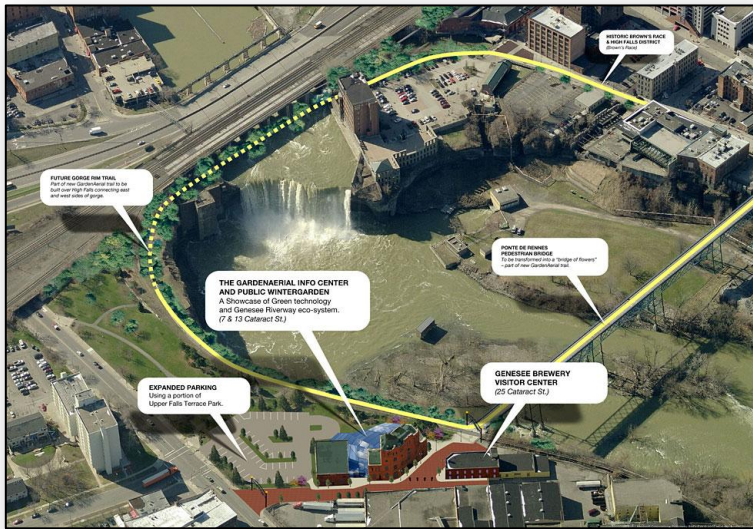 HISTORIC BROWN'S RACE
& HIGH FALLS DISTRICT
(Brown's Race)
FUTURE GORGE RIM TRAIL
Part of new GardenAerial trail to be
built over High Falls connecting east
and west sides of gorge.
PONTE DE RENNES
PEDESTRIAN BRIDGE
To be transformed into a "bridge of flowers"
– part of new GardenAerial trail.
THE GARDENAERIAL INFO CENTER
AND PUBLIC WINTERGARDEN
A Showcase of Green technology
and Genesee Riverway eco-system.
(7 & 13 Cataract St.)
GENESEE BREWERY
VISITOR CENTER
(25 Cataract St.)
EXPANDED PARKING
Using a portion of
Upper Falls Terrace Park.